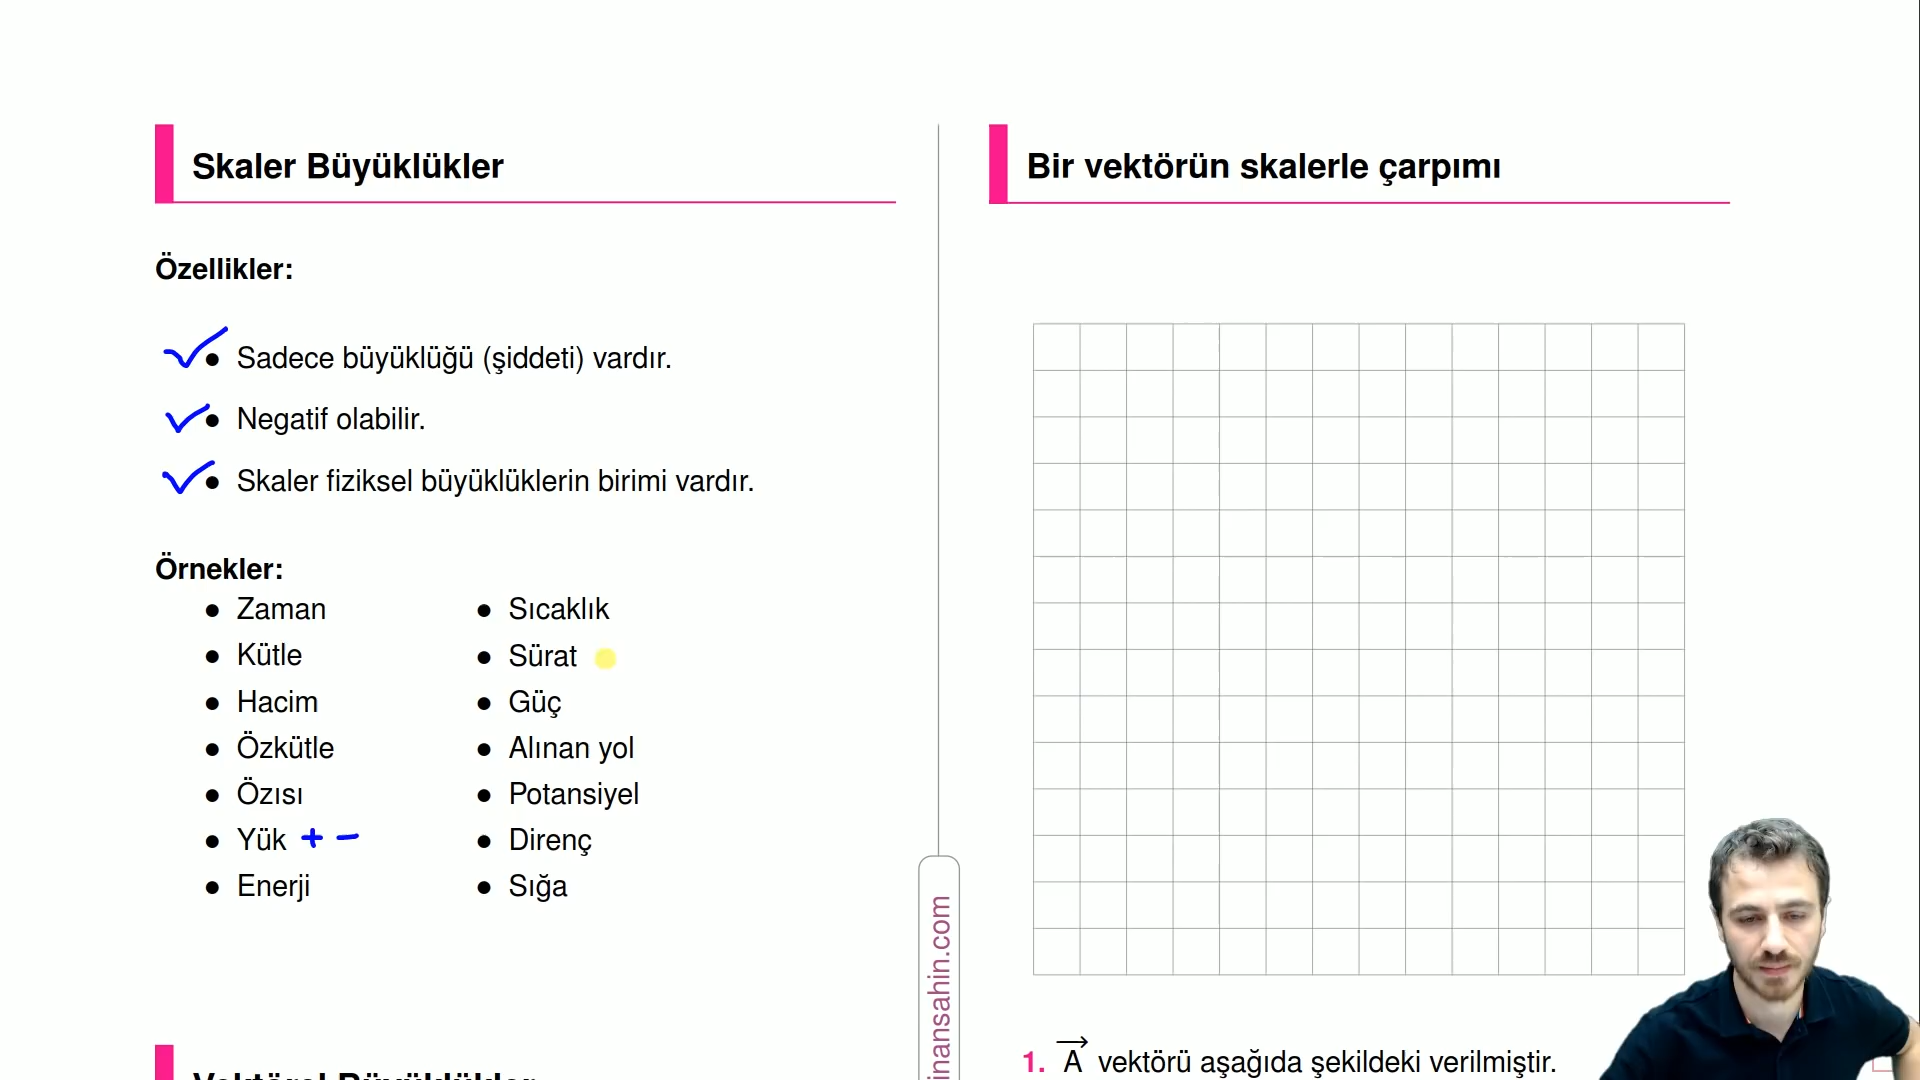 Skaler Büyüklükler
Özellikler:
● Sadece büyüklüğü (şiddeti) vardır.
● Negatif olabilir.
● Skaler fiziksel büyüklüklerin birimi vardır.
Örnekler:
● Zaman
● Kütle
● Hacim
● Özkütle
● Özısı
● Yük + −
● Enerji
● Sıcaklık
● Sürat
● Güç
● Alınan yol
● Potansiyel
● Direnç
● Sığa
Vektörel Büyüklükler
inansahin.com
Bir vektörün skalerle çarpımı
1. A vektörü aşağıda şekildeki verilmiştir.